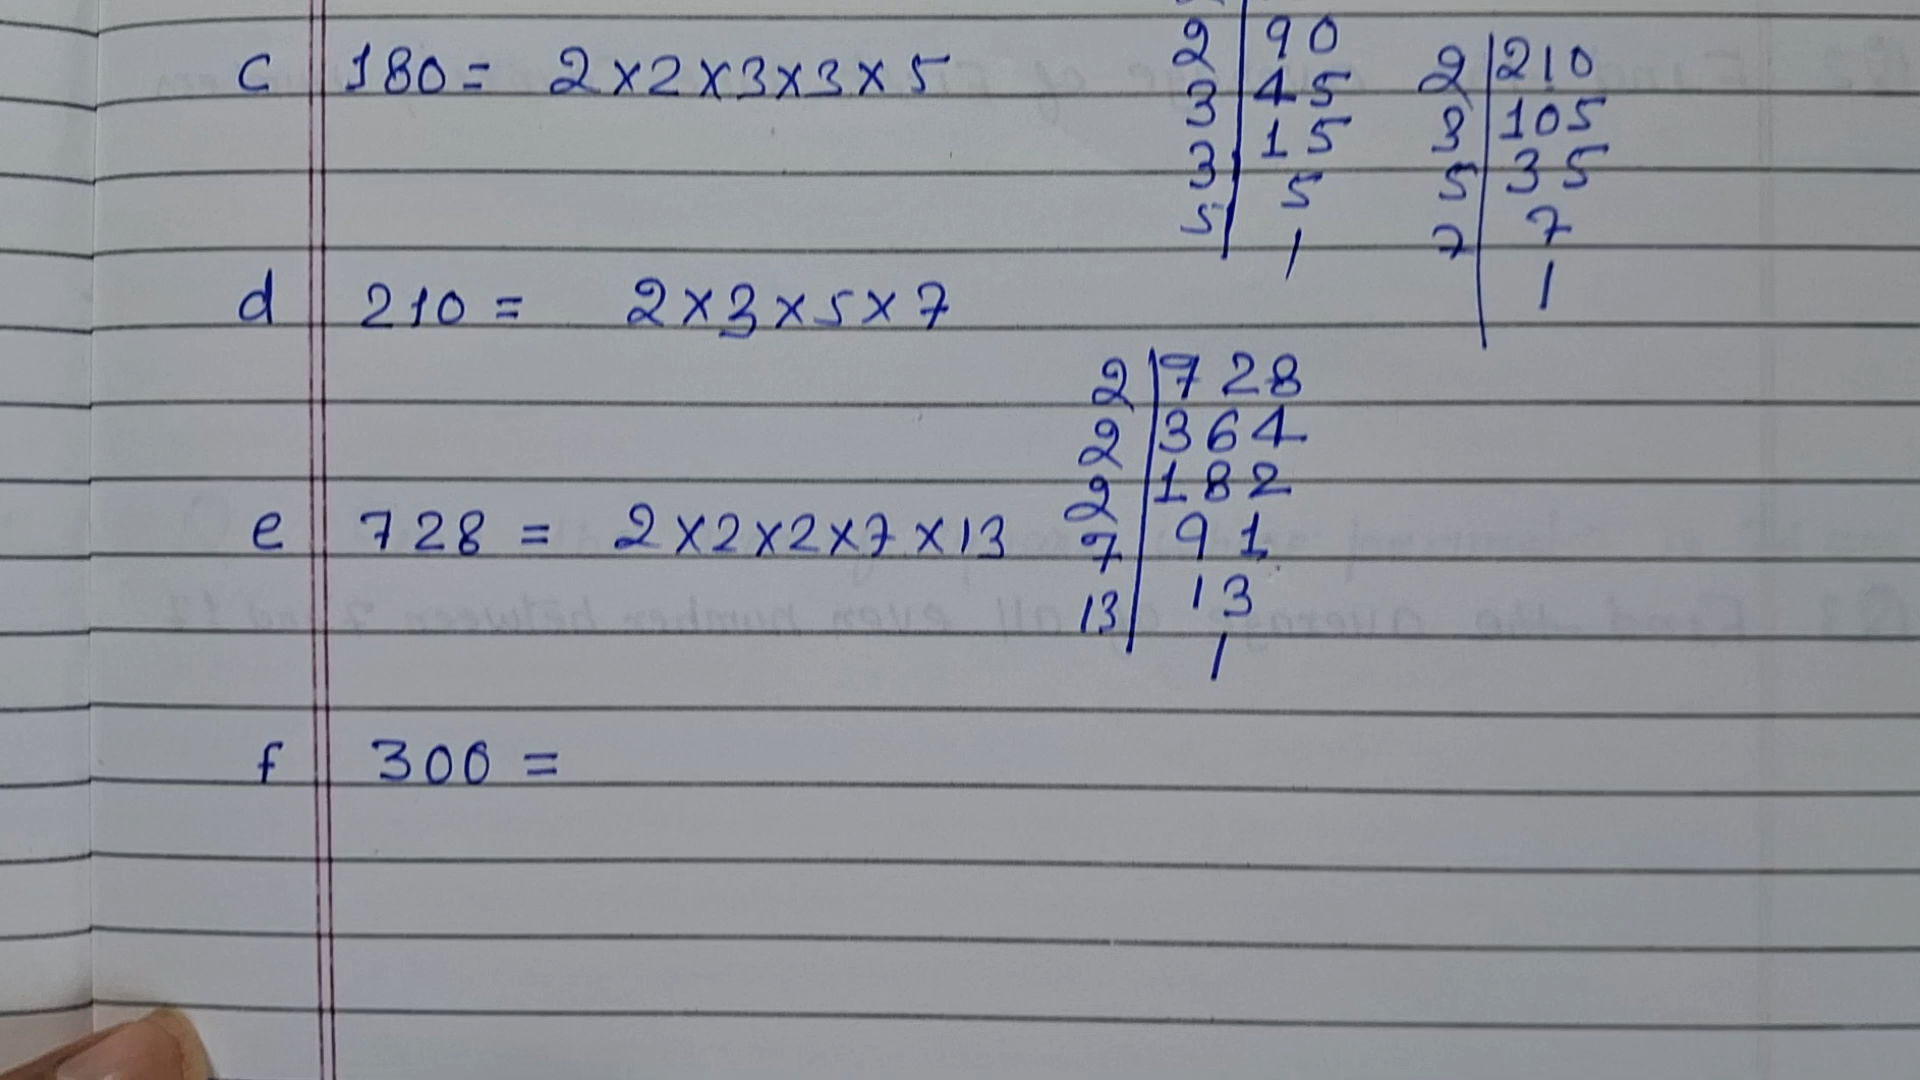 c 180 = 2×2×3×3×5
2 | 90
3 | 45
3 | 15
5 | 5
1
2 | 210
3 | 105
5 | 35
7 | 7
1
d 210 = 2×3×5×7
2 | 728
2 | 364
2 | 182
7 | 91
13 | 13
1
e 728 = 2×2×2×7×13
f 300 =